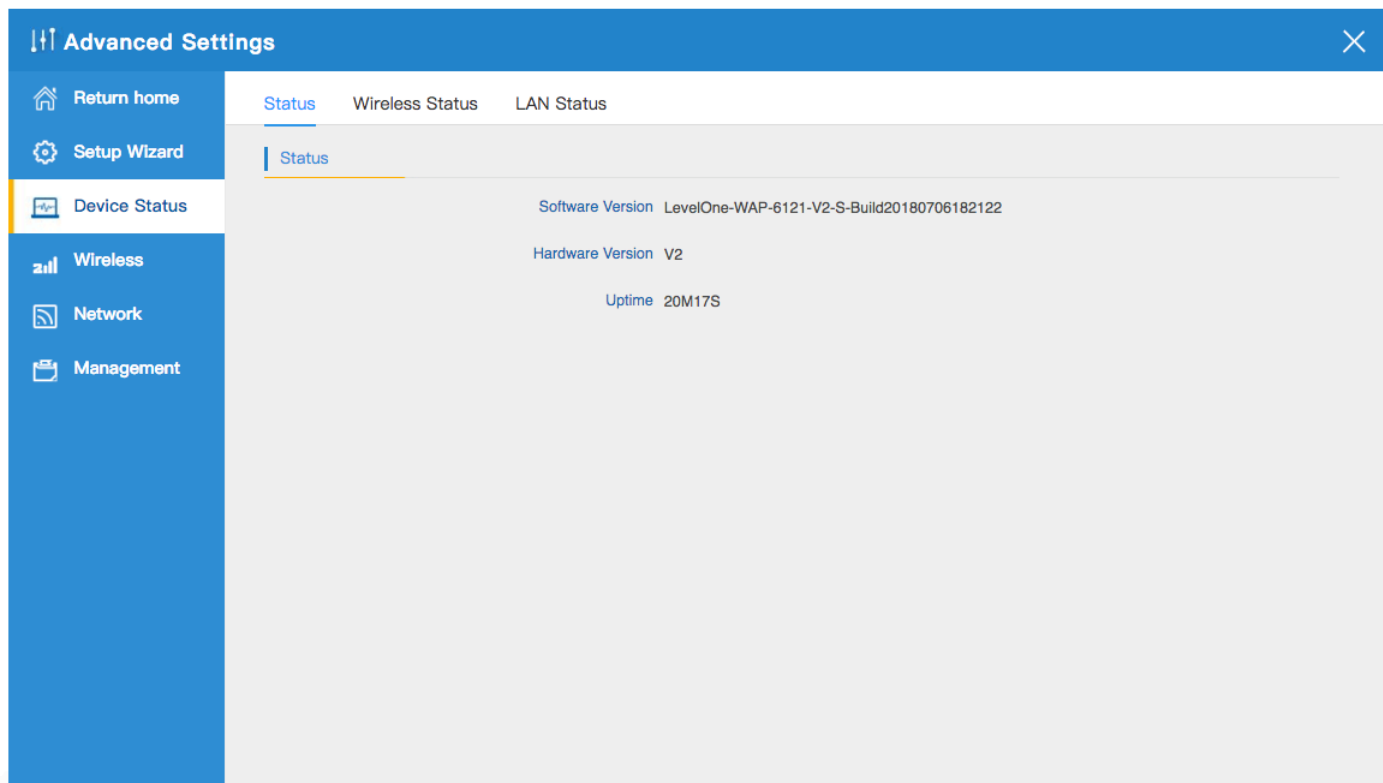 Advanced Settings
Return home
Setup Wizard
Device Status
Wireless
Network
Management
Status Wireless Status LAN Status
Status
Software Version LevelOne-WAP-6121-V2-S-Build20180706182122
Hardware Version V2
Uptime 20M17S